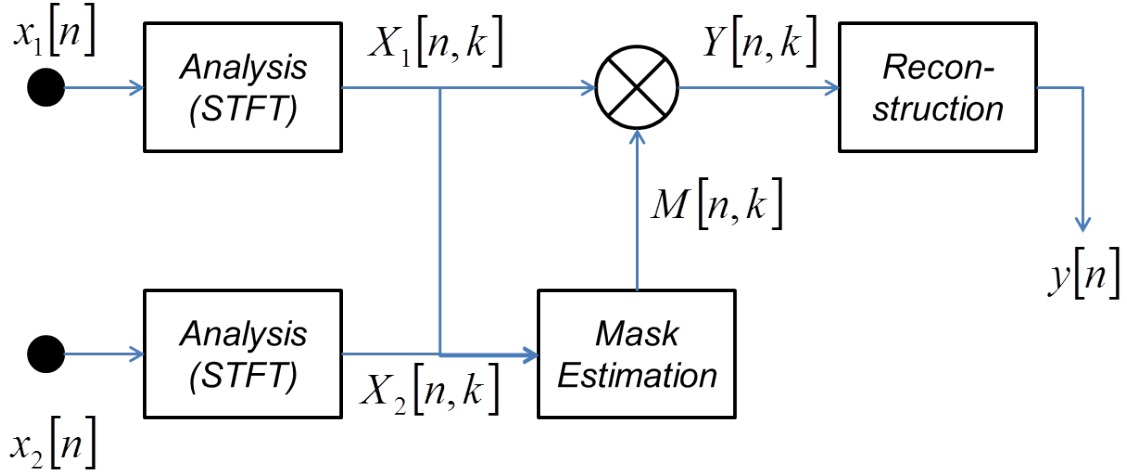 x₁[n]
Analysis
(STFT)
X₁[n,k]
Y[n,k]
Recon-
struction
M[n,k]
y[n]
Analysis
(STFT)
Mask
Estimation
X₂[n,k]
x₂[n]